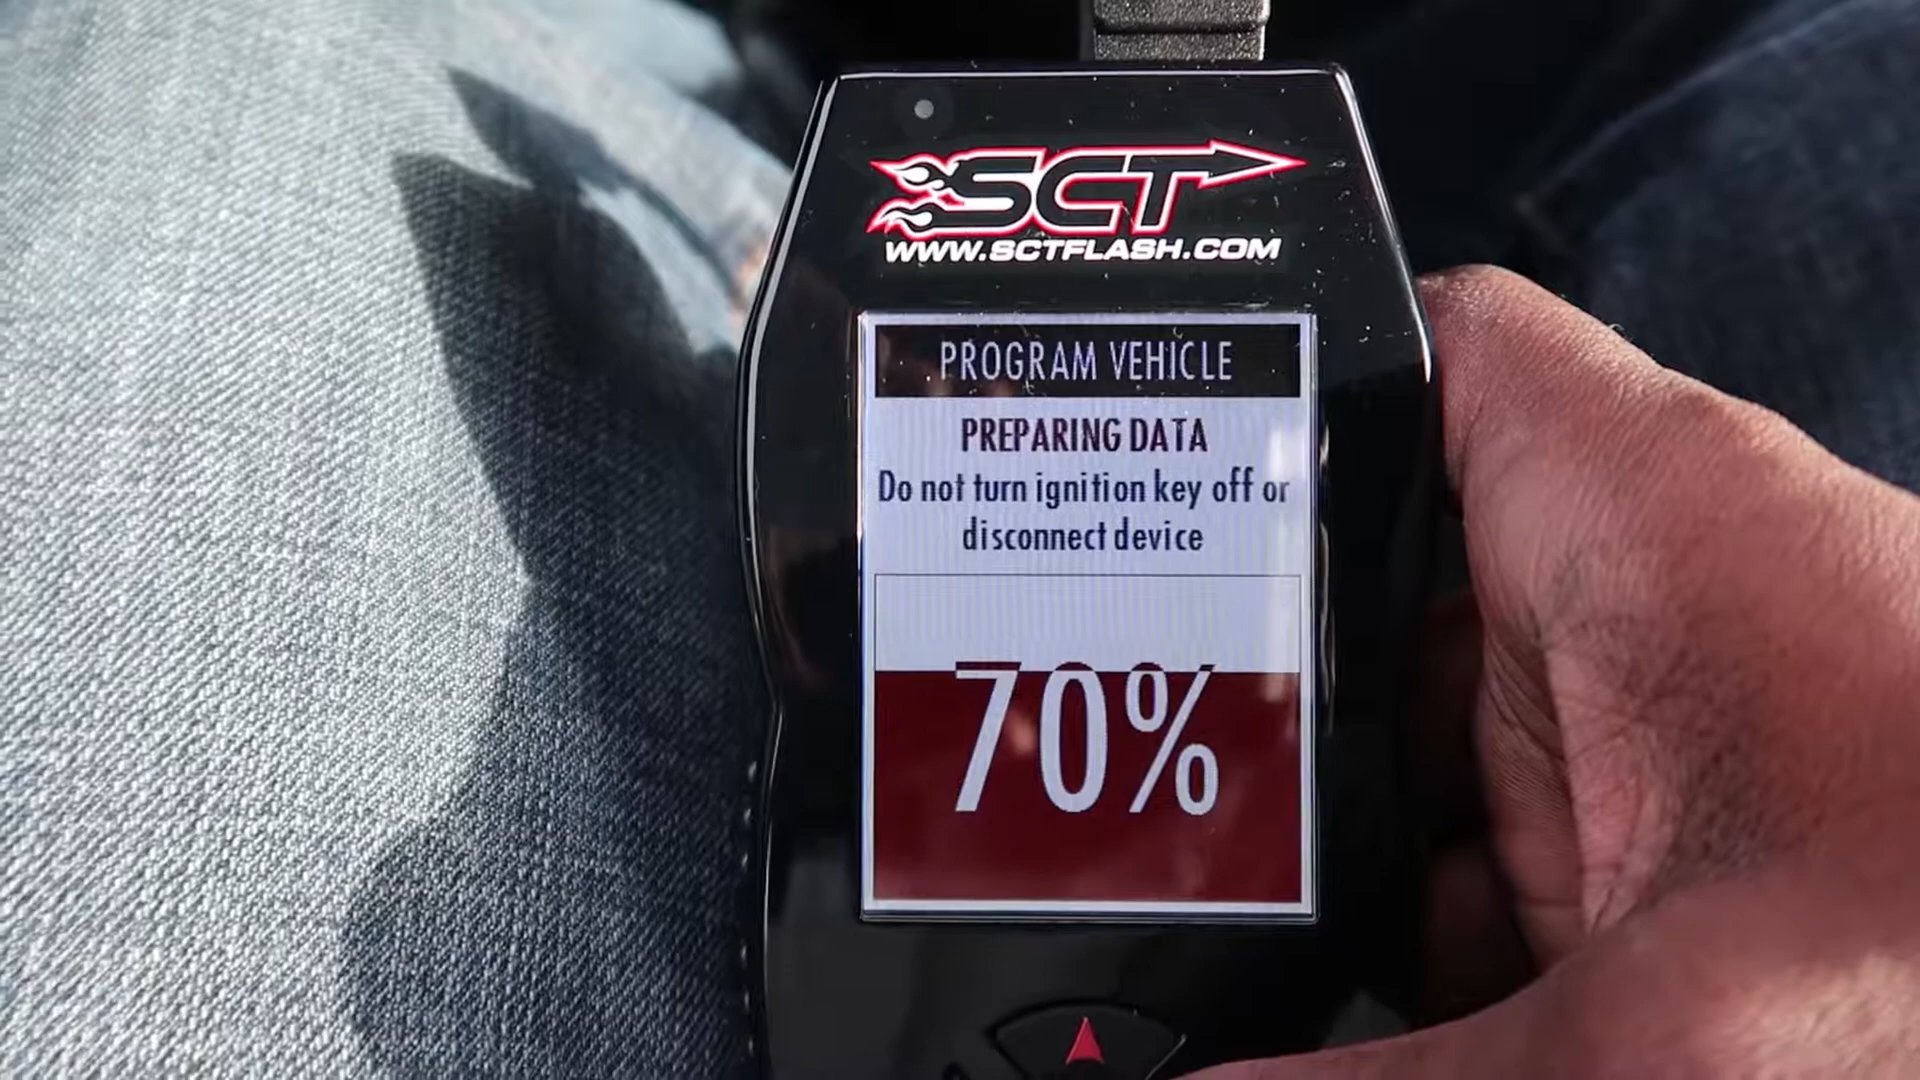 SCT
WWW.SCTFLASH.COM
PROGRAM VEHICLE
PREPARING DATA
Do not turn ignition key off or
disconnect device
70%